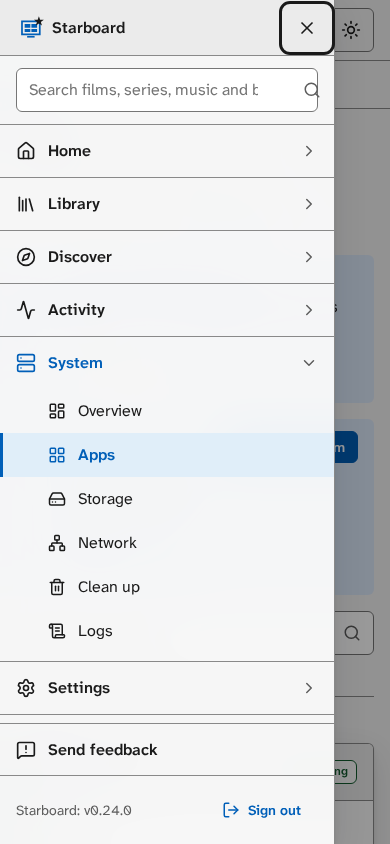 Starboard
Search films, series, music and b
Home
Library
Discover
Activity
System
Overview
Apps
Storage
Network
Clean up
Logs
Settings
Send feedback
Starboard: v0.24.0
Sign out